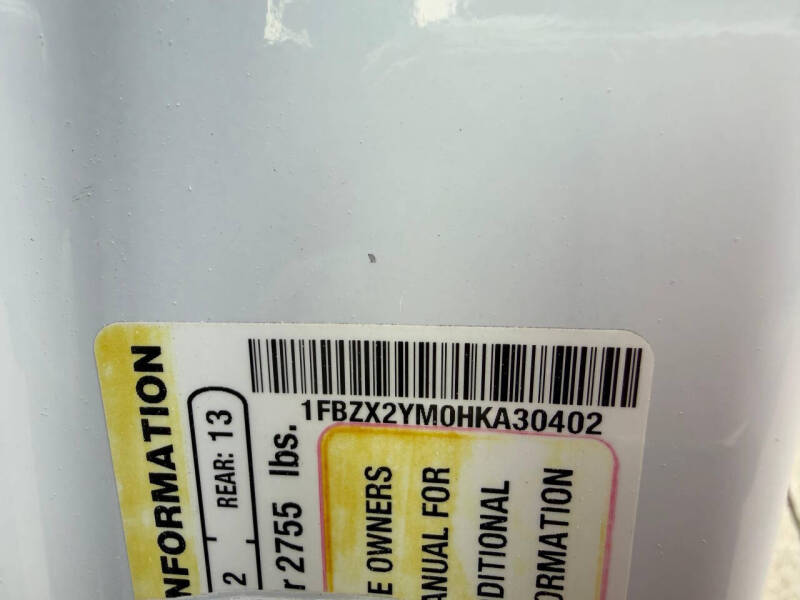 1FBZX2YM0HKA30402
NFORMATION
2 REAR: 13
r 2755 lbs.
E OWNERS
ANUAL FOR
DITIONAL
ORMATION